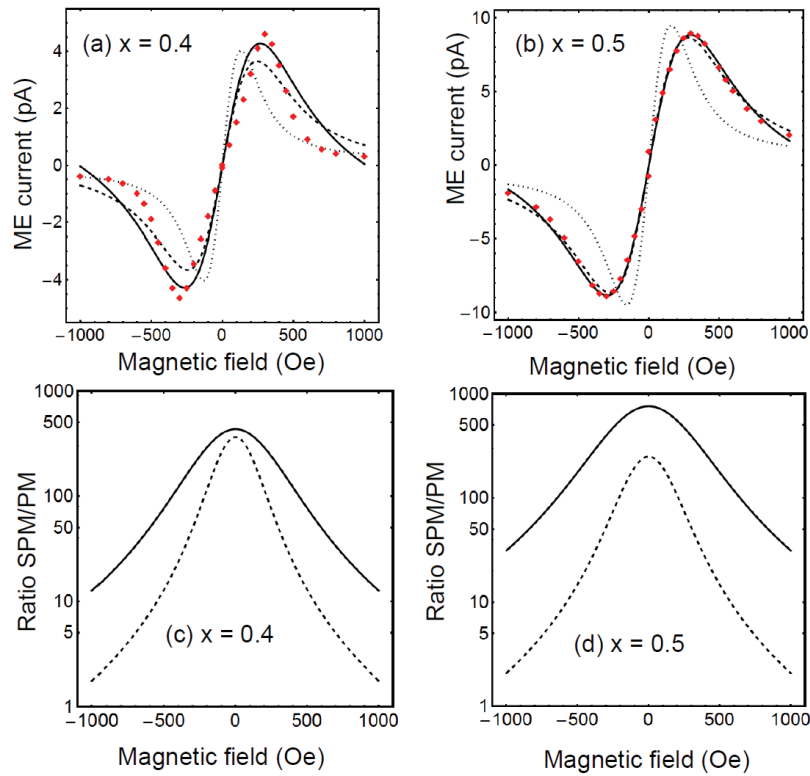 (a) x = 0.4
ME current (pA)
4
2
0
−2
−4
−1000 −500 0 500 1000
Magnetic field (Oe)
(b) x = 0.5
ME current (pA)
10
5
0
−5
−10
−1000 −500 0 500 1000
Magnetic field (Oe)
(c) x = 0.4
Ratio SPM/PM
1000
500
100
50
10
5
1
−1000 −500 0 500 1000
Magnetic field (Oe)
(d) x = 0.5
Ratio SPM/PM
1000
500
100
50
10
5
1
−1000 −500 0 500 1000
Magnetic field (Oe)